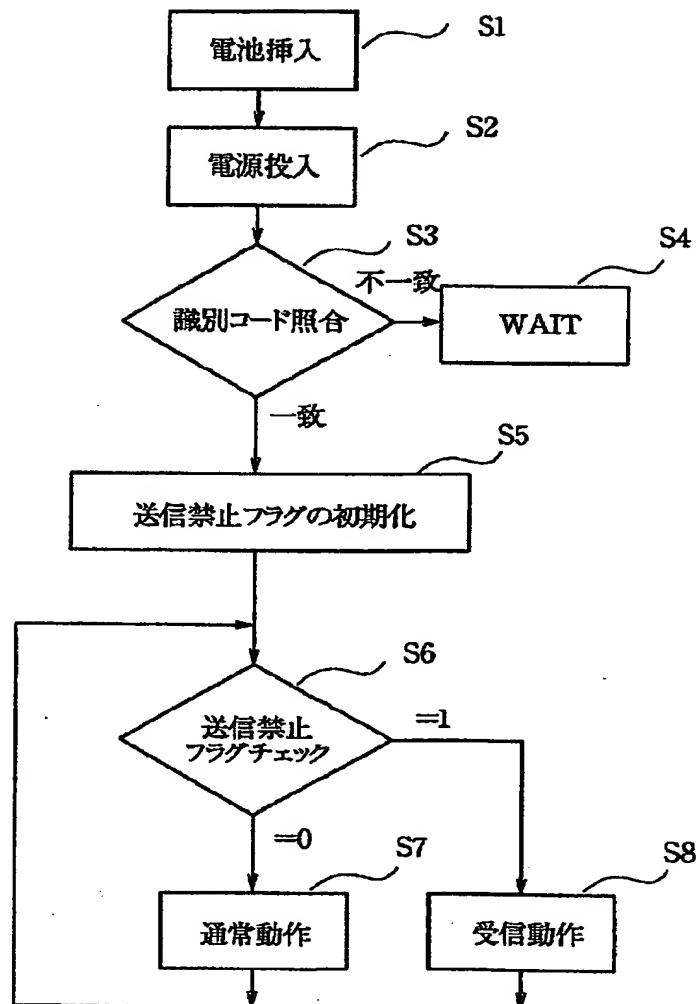 電池挿入
S1
電源投入
S2
識別コード照合
S3
不一致
WAIT
S4
一致
送信禁止フラグの初期化
S5
送信禁止
フラグチェック
S6
=1
=0
通常動作
S7
受信動作
S8